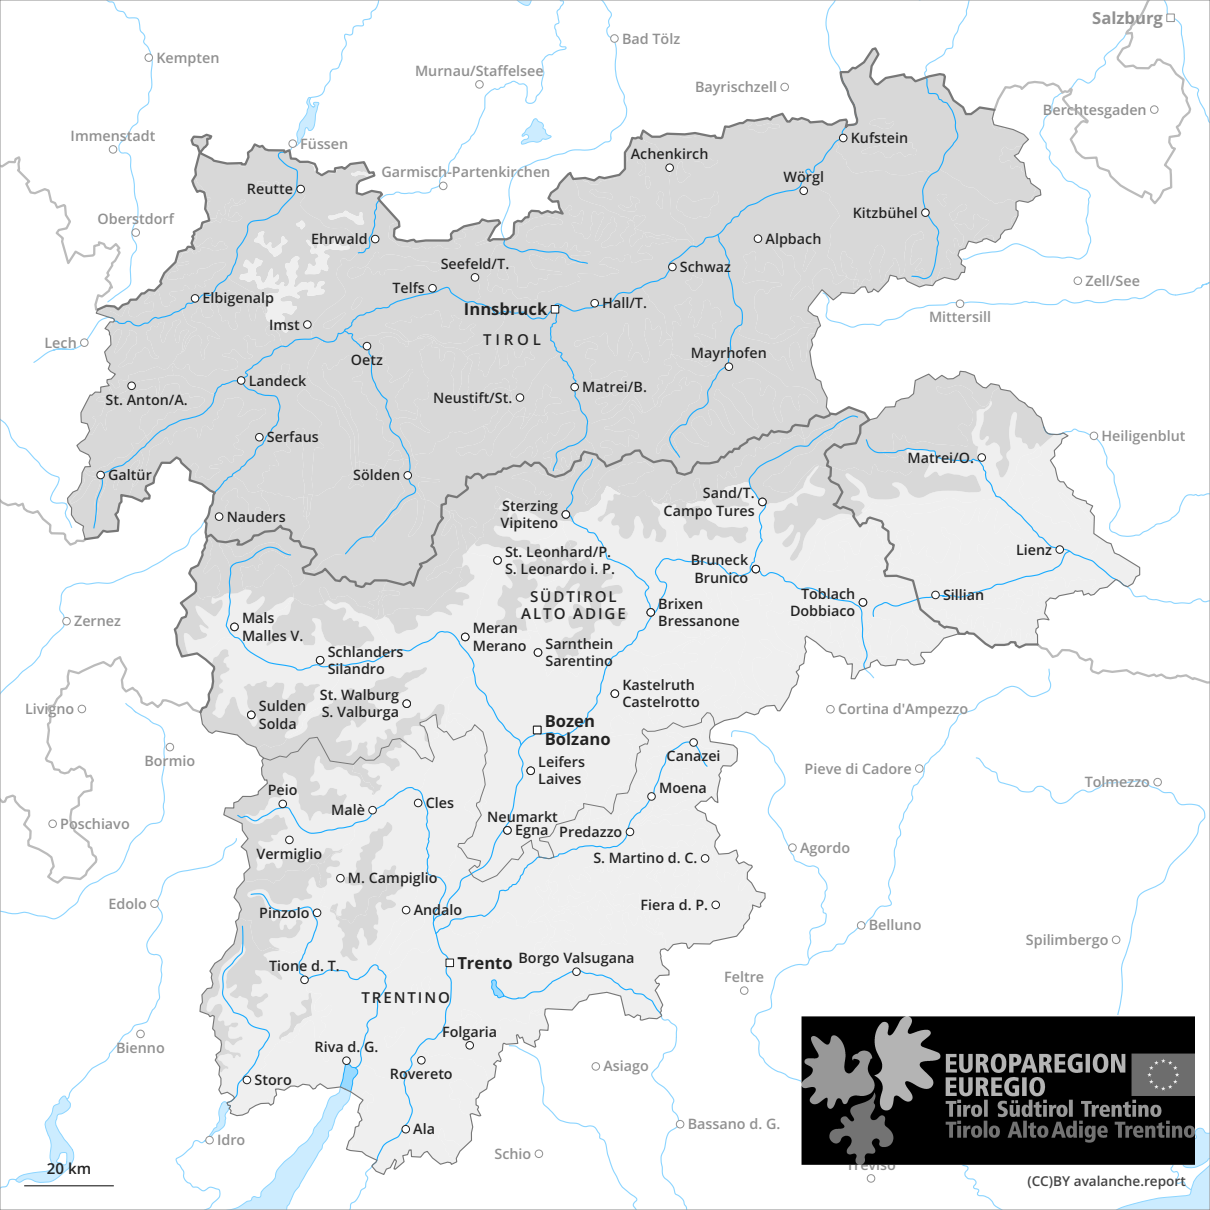 Salzburg
Bad Tölz
Kempten
Murnau/Staffelsee
Bayrischzell
Berchtesgaden
Immenstadt
Füssen
Kufstein
Achenkirch
Garmisch-Partenkirchen
Wörgl
Reutte
Oberstdorf
Kitzbühel
Ehrwald
Alpbach
Seefeld/T.
Schwaz
Zell/See
Telfs
Elbigenalp
Hall/T.
Innsbruck
Mittersill
Imst
TIROL
Lech
Oetz
Mayrhofen
Landeck
Matrei/B.
St. Anton/A.
Neustift/St.
Serfaus
Heiligenblut
Matrei/O.
Galtür
Sölden
Sand/T.
Campo Tures
Sterzing
Vipiteno
Nauders
St. Leonhard/P.
S. Leonardo i. P.
Lienz
Bruneck
Brunico
SÜDTIROL
ALTO ADIGE
Toblach
Dobbiaco
Sillian
Brixen
Bressanone
Mals
Malles V.
Zernez
Meran
Merano
Sarnthein
Sarentino
Schlanders
Silandro
Kastelruth
Castelrotto
St. Walburg
S. Valburga
Livigno
Sulden
Solda
Cortina d'Ampezzo
Bozen
Bolzano
Bormio
Canazei
Leifers
Laives
Pieve di Cadore
Tolmezzo
Peio
Moena
Malè
Cles
Neumarkt
Egna
Predazzo
Poschiavo
Agordo
Vermiglio
S. Martino d. C.
M. Campiglio
Edolo
Fiera d. P.
Pinzolo
Andalo
Belluno
Spilimbergo
Borgo Valsugana
Trento
Tione d. T.
Feltre
TRENTINO
Folgaria
Bienno
Riva d. G.
Asiago
Rovereto
Storo
EUROPAREGION
EUREGIO
Tirol Südtirol Trentino
Tirolo Alto Adige Trentino
Bassano d. G.
Ala
Idro
Schio
Treviso
20 km
(CC)BY avalanche.report